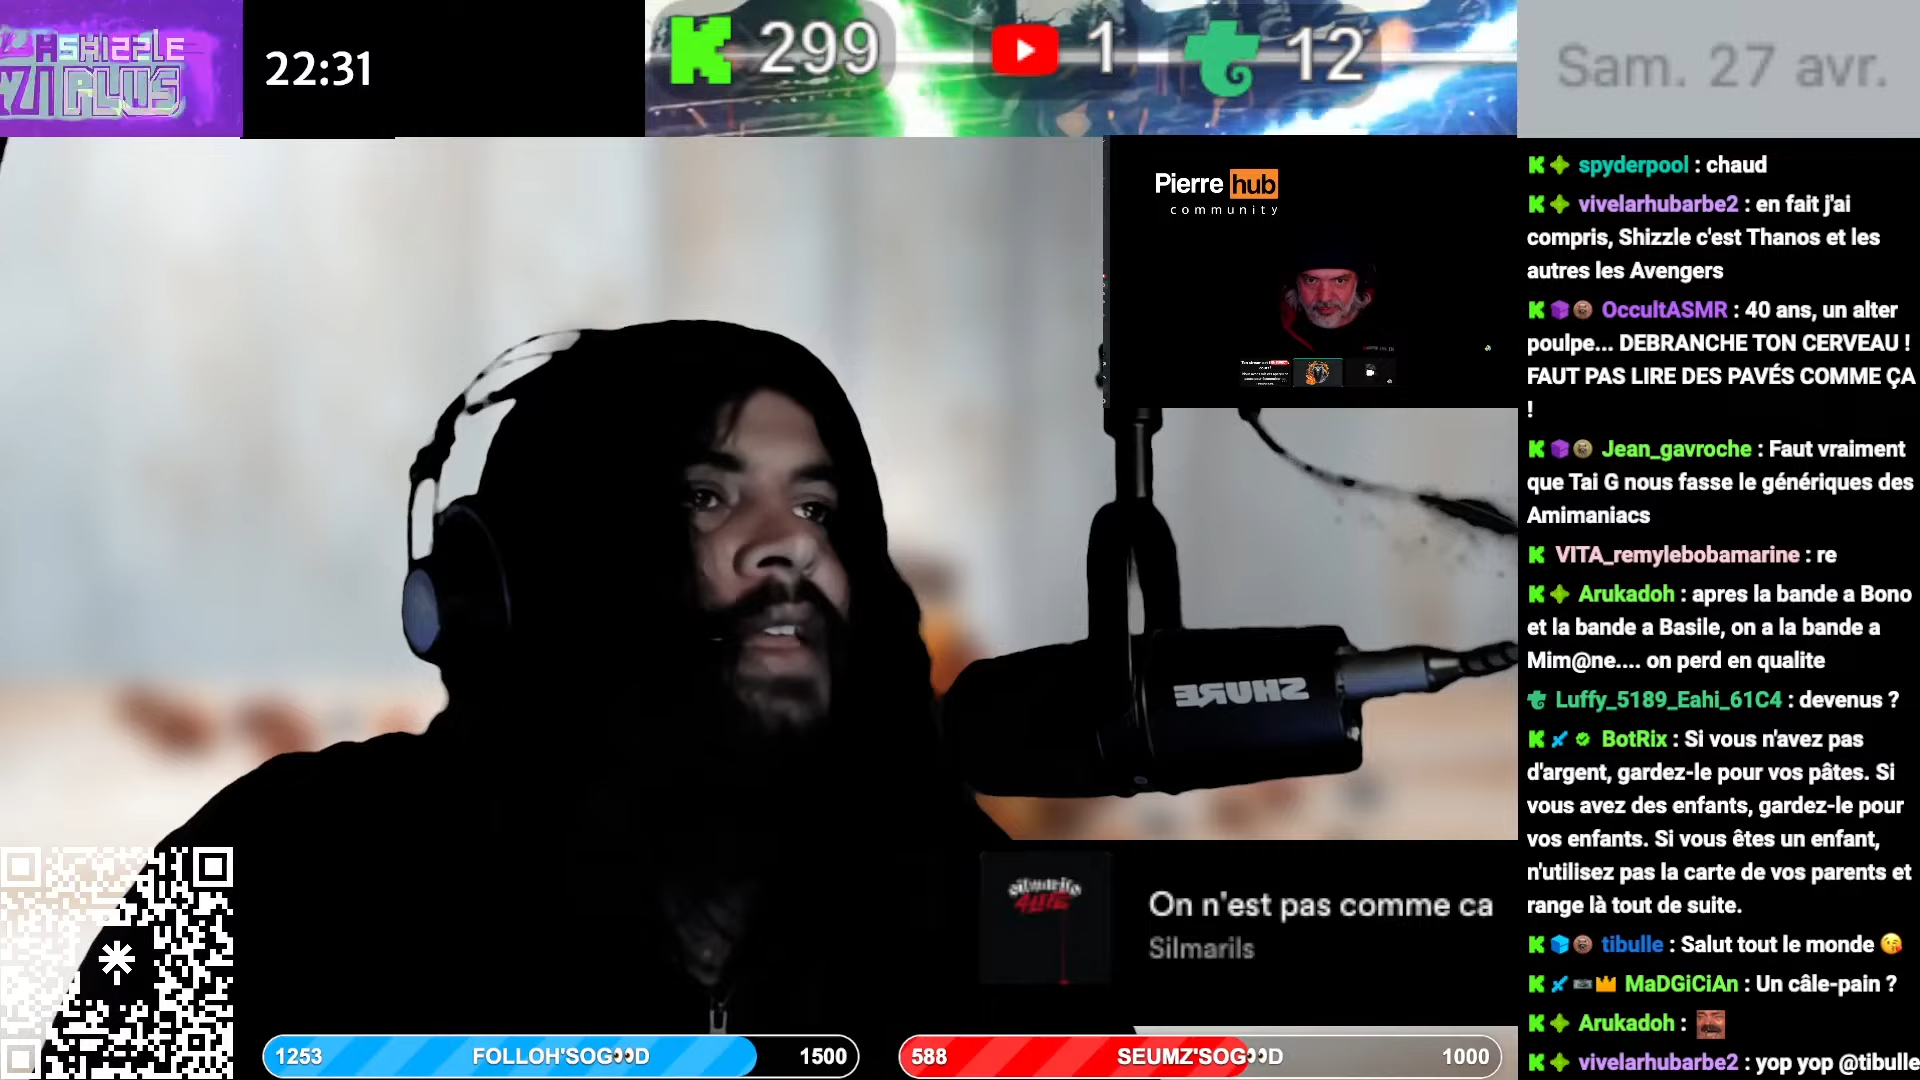 ASHIZZLE
PLUS
22:31
299
1
12
Sam. 27 avr.
Pierre hub
community
SHURE
On n'est pas comme ca
Silmarils
1253 FOLLOH'SOG👀D 1500
588 SEUMZ'SOG👀D 1000
spyderpool : chaud
vivelarhubarbe2 : en fait j'ai
compris, Shizzle c'est Thanos et les
autres les Avengers
OccultASMR : 40 ans, un alter
poulpe... DEBRANCHE TON CERVEAU !
FAUT PAS LIRE DES PAVÉS COMME ÇA
!
Jean_gavroche : Faut vraiment
que Tai G nous fasse le génériques des
Amimaniacs
VITA_remylebobamarine : re
Arukadoh : apres la bande a Bono
et la bande a Basile, on a la bande a
Mim@ne.... on perd en qualite
Luffy_5189_Eahi_61C4 : devenus ?
BotRix : Si vous n'avez pas
d'argent, gardez-le pour vos pâtes. Si
vous avez des enfants, gardez-le pour
vos enfants. Si vous êtes un enfant,
n'utilisez pas la carte de vos parents et
range là tout de suite.
tibulle : Salut tout le monde 😘
MaDGiCiAn : Un câle-pain ?
Arukadoh :
vivelarhubarbe2 : yop yop @tibulle